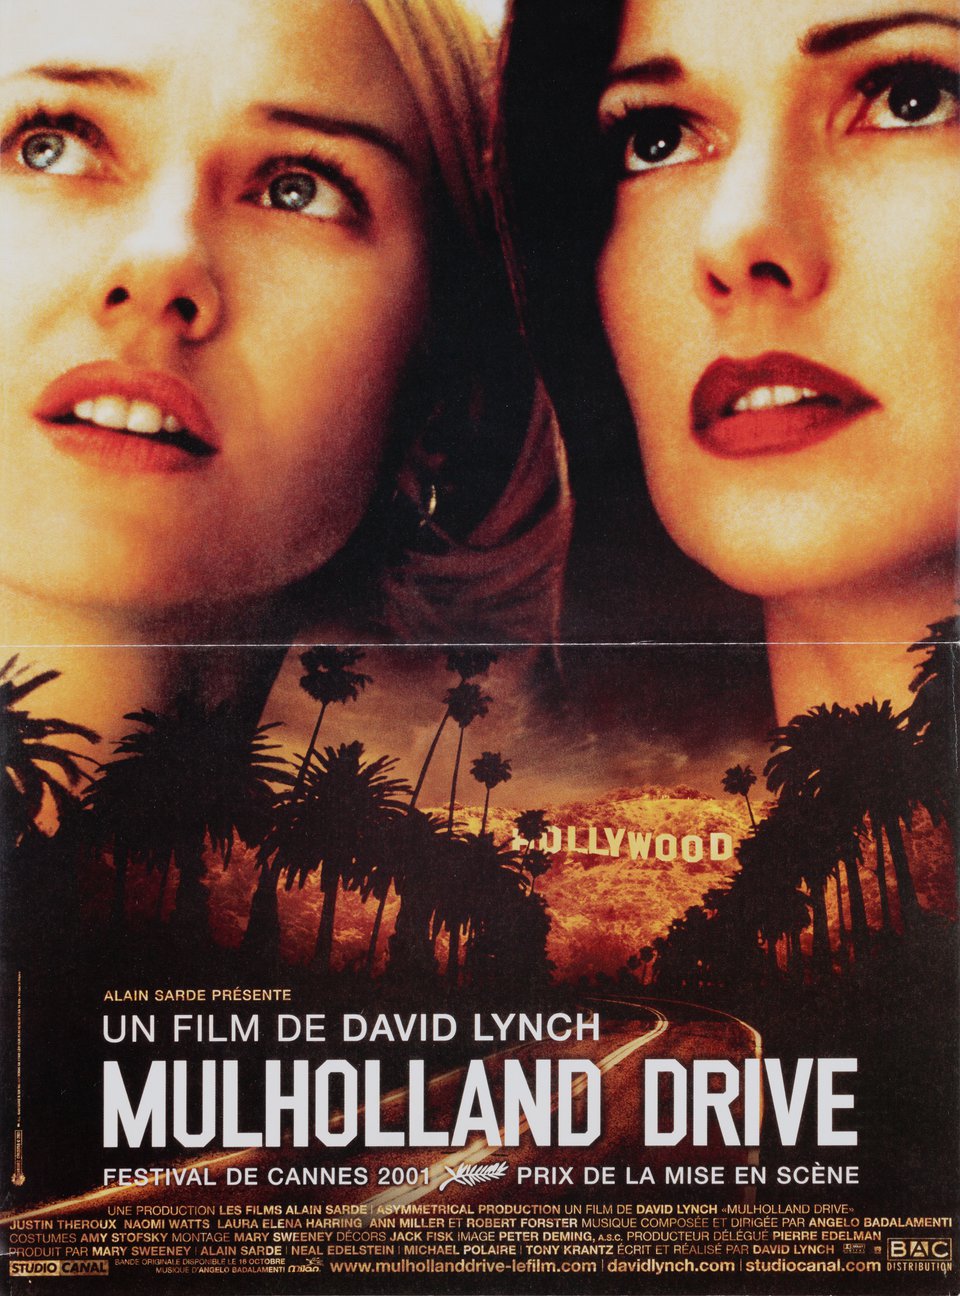 HOLLYWOOD
ALAIN SARDE PRÉSENTE
UN FILM DE DAVID LYNCH
MULHOLLAND DRIVE
FESTIVAL DE CANNES 2001 PRIX DE LA MISE EN SCÈNE
UNE PRODUCTION LES FILMS ALAIN SARDE | ASYMMETRICAL PRODUCTION UN FILM DE DAVID LYNCH «MULHOLLAND DRIVE»
JUSTIN THEROUX NAOMI WATTS LAURA ELENA HARRING ANN MILLER ET ROBERT FORSTER MUSIQUE COMPOSÉE ET DIRIGÉE PAR ANGELO BADALAMENTI
COSTUMES AMY STOFSKY MONTAGE MARY SWEENEY DÉCORS JACK FISK IMAGE PETER DEMING, A.S.C. PRODUCTEUR DÉLÉGUÉ PIERRE EDELMAN
PRODUIT PAR MARY SWEENEY | ALAIN SARDE | NEAL EDELSTEIN | MICHAEL POLAIRE | TONY KRANTZ ÉCRIT ET RÉALISÉ PAR DAVID LYNCH
STUDIO CANAL
BANDE ORIGINALE DISPONIBLE LE 16 OCTOBRE
MUSIQUE D'ANGELO BADALAMENTI milan
www.mulhollanddrive-lefilm.com | davidlynch.com | studiocanal.com
BAC
DISTRIBUTION